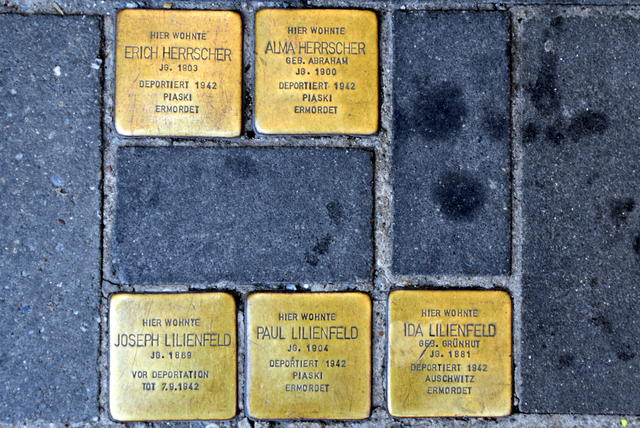 HIER WOHNTE
ERICH HERRSCHER
JG. 1903
DEPORTIERT 1942
PIASKI
ERMORDET
HIER WOHNTE
ALMA HERRSCHER
GEB. ABRAHAM
JG. 1900
DEPORTIERT 1942
PIASKI
ERMORDET
HIER WOHNTE
JOSEPH LILIENFELD
JG. 1869
VOR DEPORTATION
TOT 7.9.1942
HIER WOHNTE
PAUL LILIENFELD
JG. 1904
DEPORTIERT 1942
PIASKI
ERMORDET
HIER WOHNTE
IDA LILIENFELD
GEB. GRÜNHUT
JG. 1881
DEPORTIERT 1942
AUSCHWITZ
ERMORDET